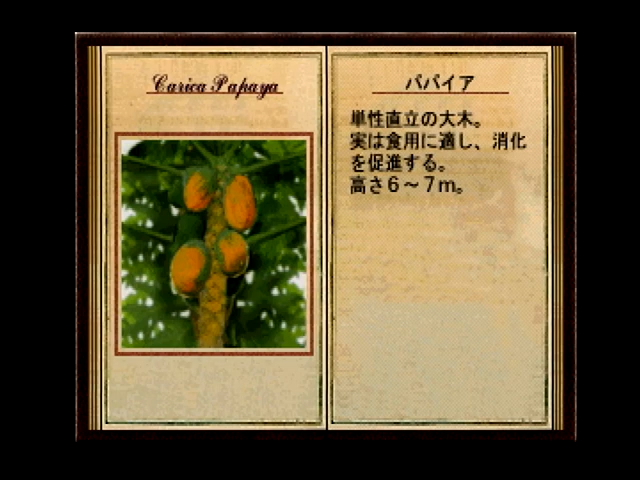 Carica Papaya
パパイア
単性直立の大木。
実は食用に適し、消化
を促進する。
高さ6～7m。